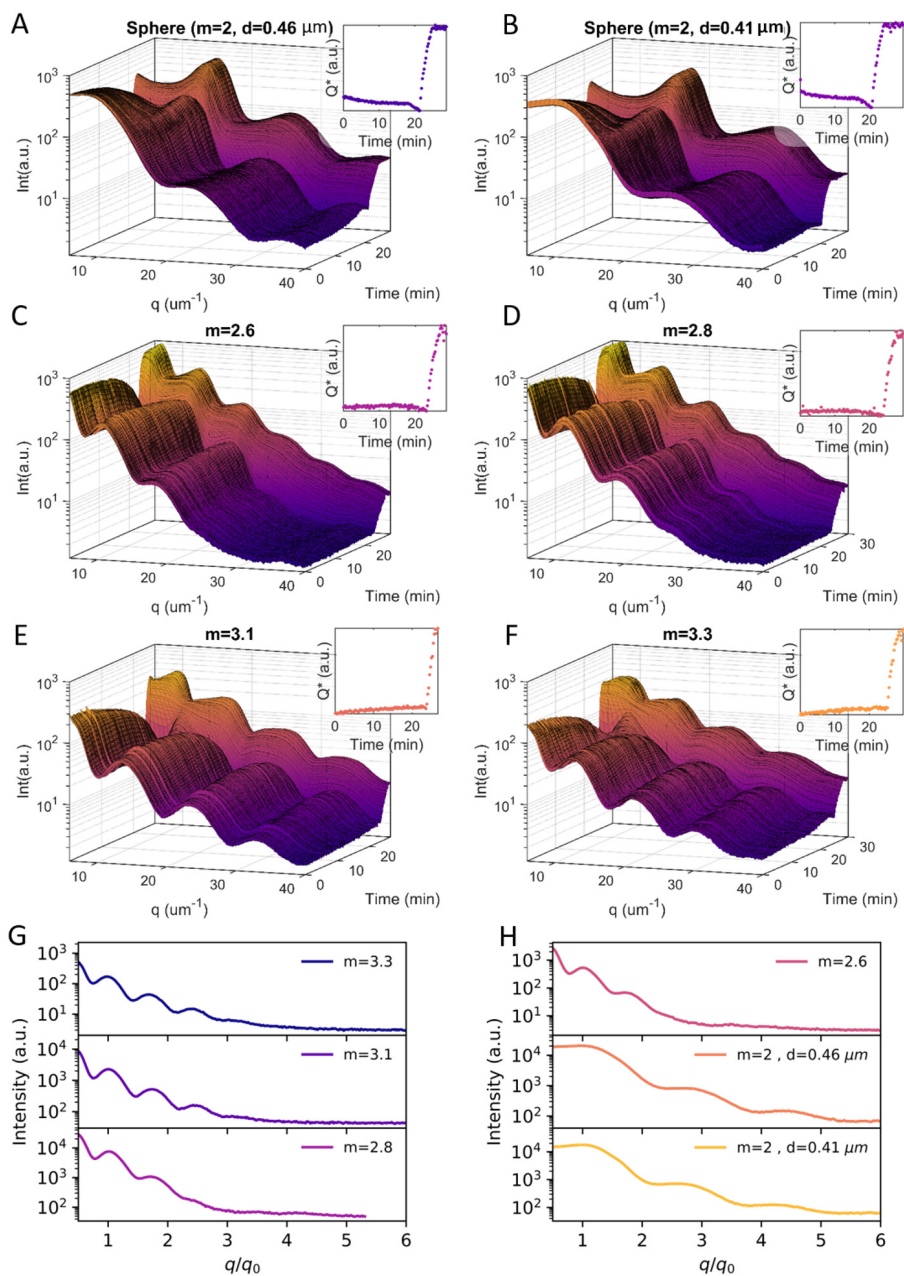 A
Sphere (m=2, d=0.46 μm)
Q* (a.u.)
0
20
Time (min)
10³
10²
10¹
Int(a.u.)
10
20
30
40
q (um⁻¹)
0
10
20
Time (min)
B
Sphere (m=2, d=0.41 μm)
Q* (a.u.)
0
20
Time (min)
10³
10²
10¹
Int(a.u.)
10
20
30
40
q (um⁻¹)
0
10
20
Time (min)
C
m=2.6
Q* (a.u.)
0
20
Time (min)
10³
10²
10¹
Int(a.u.)
10
20
30
40
q (um⁻¹)
0
10
20
Time (min)
D
m=2.8
Q* (a.u.)
0
20
Time (min)
10³
10²
10¹
Int(a.u.)
10
20
30
40
q (um⁻¹)
0
10
20
30
Time (min)
E
m=3.1
Q* (a.u.)
0
10
20
Time (min)
10³
10²
10¹
Int(a.u.)
10
20
30
40
q (um⁻¹)
0
10
20
Time (min)
F
m=3.3
Q* (a.u.)
0
20
Time (min)
10³
10²
10¹
Int(a.u.)
10
20
30
40
q (um⁻¹)
0
10
20
30
Time (min)
G
Intensity (a.u.)
10³
10²
10¹
m=3.3
10⁴
10³
10²
m=3.1
10⁴
10³
10²
m=2.8
1 2 3 4 5 6
q/q₀
H
Intensity (a.u.)
10³
10²
10¹
m=2.6
10⁴
10³
10²
m=2 , d=0.46 μm
10⁴
10³
10²
m=2 , d=0.41 μm
1 2 3 4 5 6
q/q₀